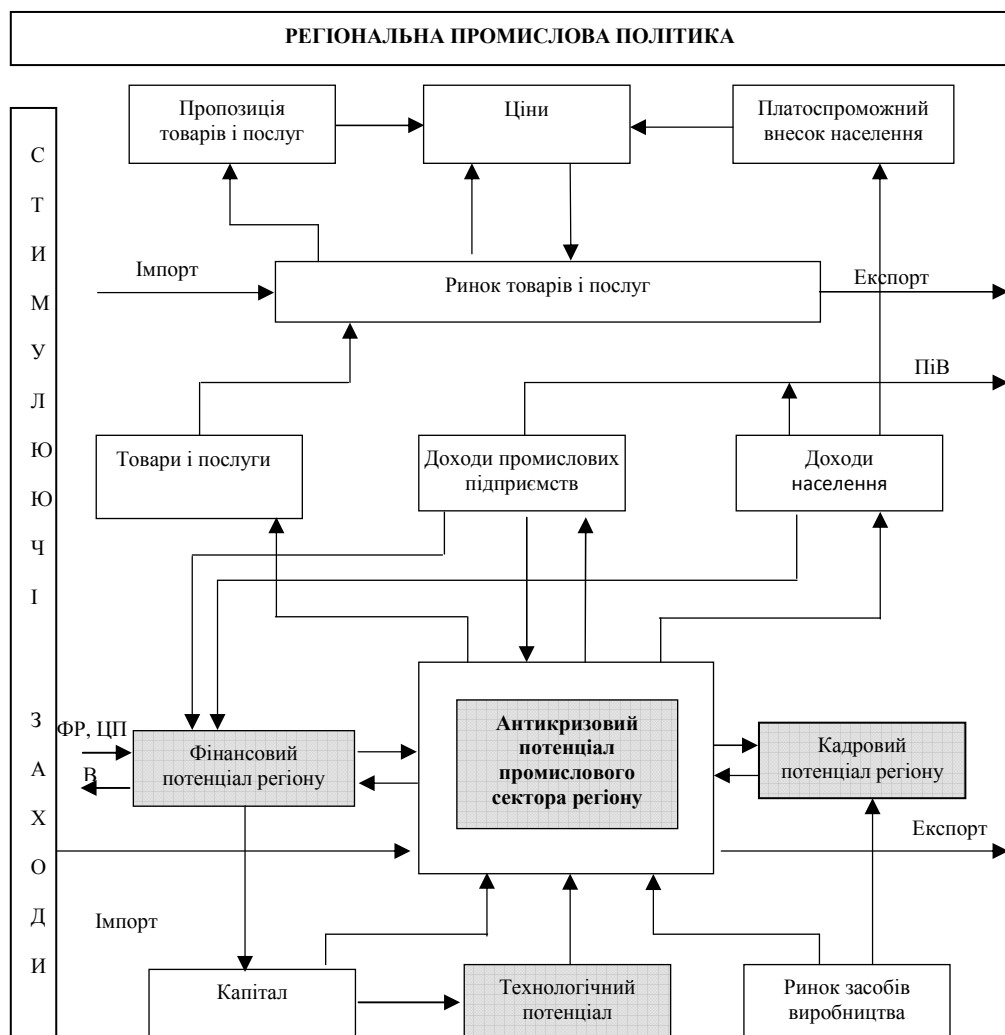 РЕГІОНАЛЬНА ПРОМИСЛОВА ПОЛІТИКА
С
Т
И
М
У
Л
Ю
Ю
Ч
І
З
А
Х
О
Д
И
Пропозиція
товарів і послуг
Ціни
Платоспроможний
внесок населення
Імпорт
Ринок товарів і послуг
Експорт
ПіВ
Товари і послуги
Доходи промислових
підприємств
Доходи
населення
ФР, ЦП
В
Фінансовий
потенціал регіону
Антикризовий
потенціал
промислового
сектора регіону
Кадровий
потенціал регіону
Експорт
Імпорт
Капітал
Технологічний
потенціал
Ринок засобів
виробництва